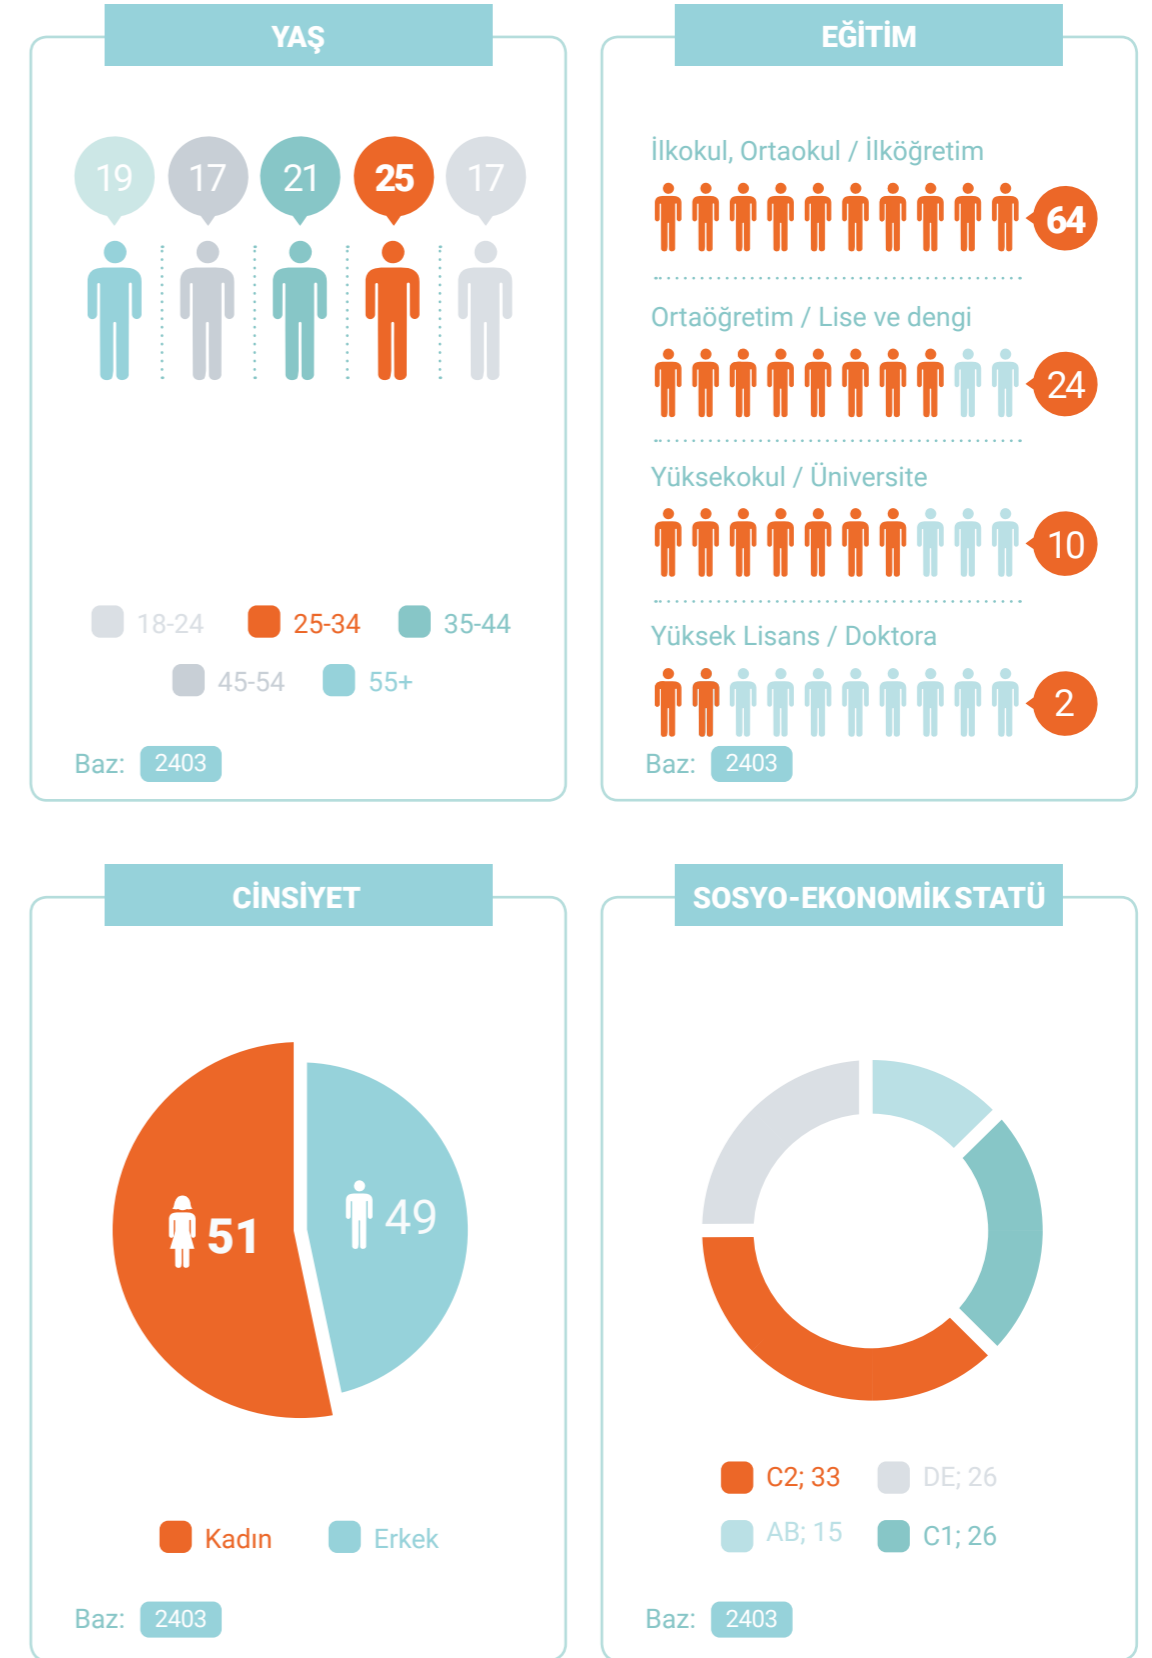 YAŞ
19 17 21 25 17
18-24 25-34 35-44
45-54 55+
Baz: 2403
EĞİTİM
İlkokul, Ortaokul / İlköğretim
64
Ortaöğretim / Lise ve dengi
24
Yüksekokul / Üniversite
10
Yüksek Lisans / Doktora
2
Baz: 2403
CİNSİYET
51 49
Kadın Erkek
Baz: 2403
SOSYO-EKONOMİK STATÜ
C2; 33 DE; 26
AB; 15 C1; 26
Baz: 2403